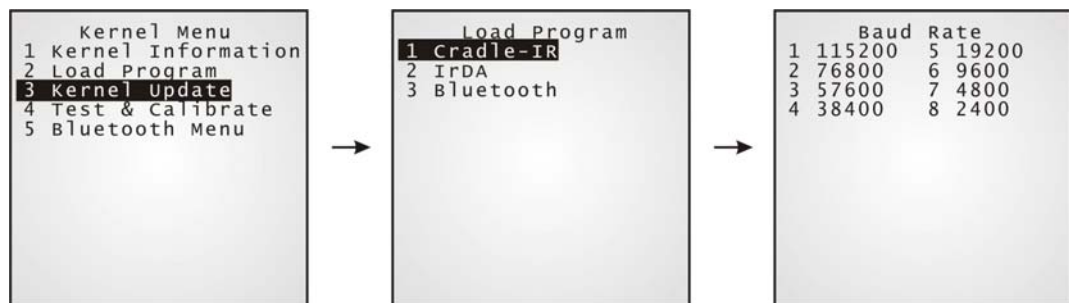 Kernel Menu
1 Kernel Information
2 Load Program
3 Kernel Update
4 Test & Calibrate
5 Bluetooth Menu
Load Program
1 Cradle-IR
2 IrDA
3 Bluetooth
Baud Rate
1 115200 5 19200
2 76800 6 9600
3 57600 7 4800
4 38400 8 2400